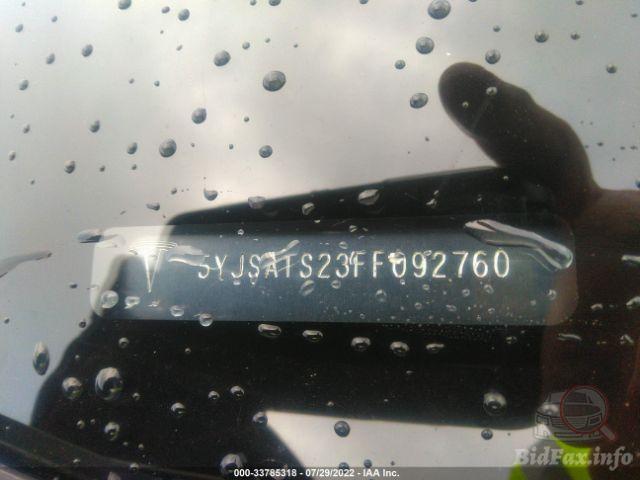 5YJSA1S23FF092760
BidFax.info
000-33785318 - 07/29/2022 - IAA Inc.